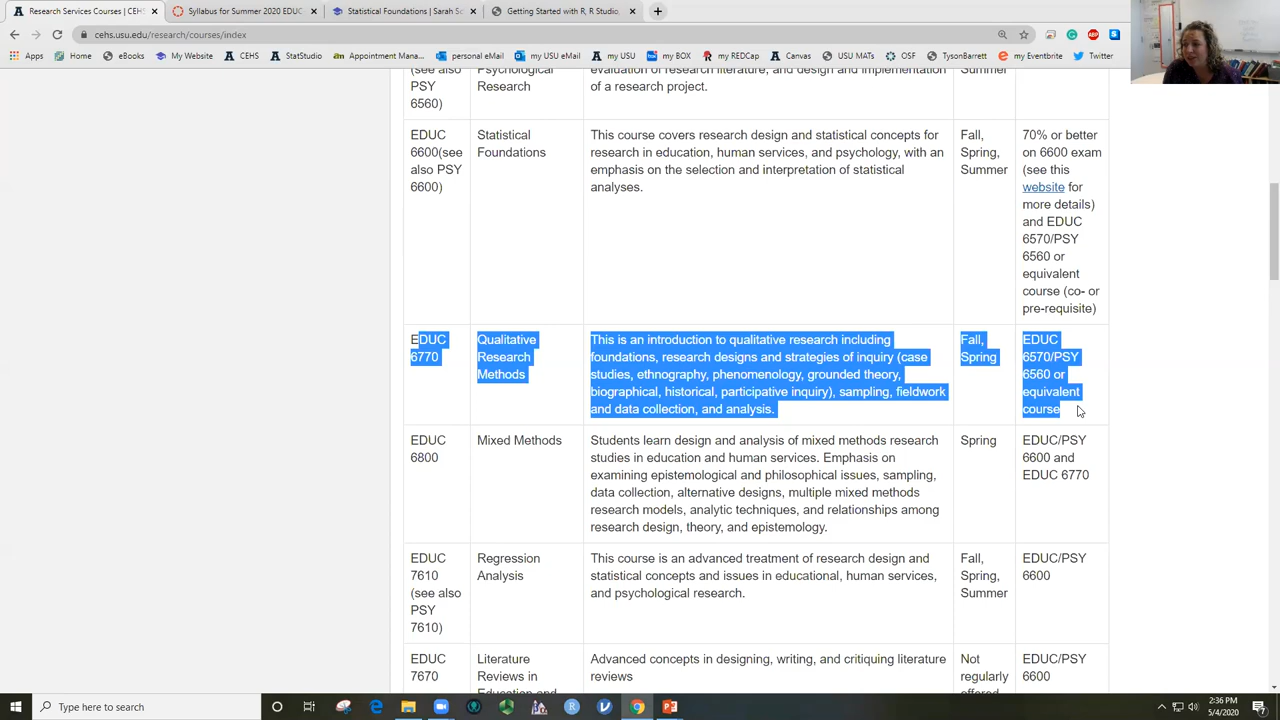 Research Services Courses | CEHS
Syllabus for Summer 2020 EDUC
Statistical Foundations | Sarah Sc
Getting Started with R, R Studio,
cehs.usu.edu/research/courses/index
Apps
Home
eBooks
My Website
CEHS
StatStudio
Appointment Mana...
personal eMail
my USU eMail
my USU
my BOX
my REDCap
Canvas
USU MATs
OSF
TysonBarrett
my Eventbrite
Twitter
(see also
PSY
6560)
Psychological
Research
evaluation of research literature, and design and implementation
of a research project.
Summer
EDUC
6600(see
also PSY
6600)
Statistical
Foundations
This course covers research design and statistical concepts for
research in education, human services, and psychology, with an
emphasis on the selection and interpretation of statistical
analyses.
Fall,
Spring,
Summer
70% or better
on 6600 exam
(see this
website for
more details)
and EDUC
6570/PSY
6560 or
equivalent
course (co- or
pre-requisite)
EDUC
6770
Qualitative
Research
Methods
This is an introduction to qualitative research including
foundations, research designs and strategies of inquiry (case
studies, ethnography, phenomenology, grounded theory,
biographical, historical, participative inquiry), sampling, fieldwork
and data collection, and analysis.
Fall,
Spring
EDUC
6570/PSY
6560 or
equivalent
course
EDUC
6800
Mixed Methods
Students learn design and analysis of mixed methods research
studies in education and human services. Emphasis on
examining epistemological and philosophical issues, sampling,
data collection, alternative designs, multiple mixed methods
research models, analytic techniques, and relationships among
research design, theory, and epistemology.
Spring
EDUC/PSY
6600 and
EDUC 6770
EDUC
7610
(see also
PSY
7610)
Regression
Analysis
This course is an advanced treatment of research design and
statistical concepts and issues in educational, human services,
and psychological research.
Fall,
Spring,
Summer
EDUC/PSY
6600
EDUC
7670
Literature
Reviews in
Education and
Advanced concepts in designing, writing, and critiquing literature
reviews
Not
regularly
offered
EDUC/PSY
6600
Type here to search
2:36 PM
5/4/2020